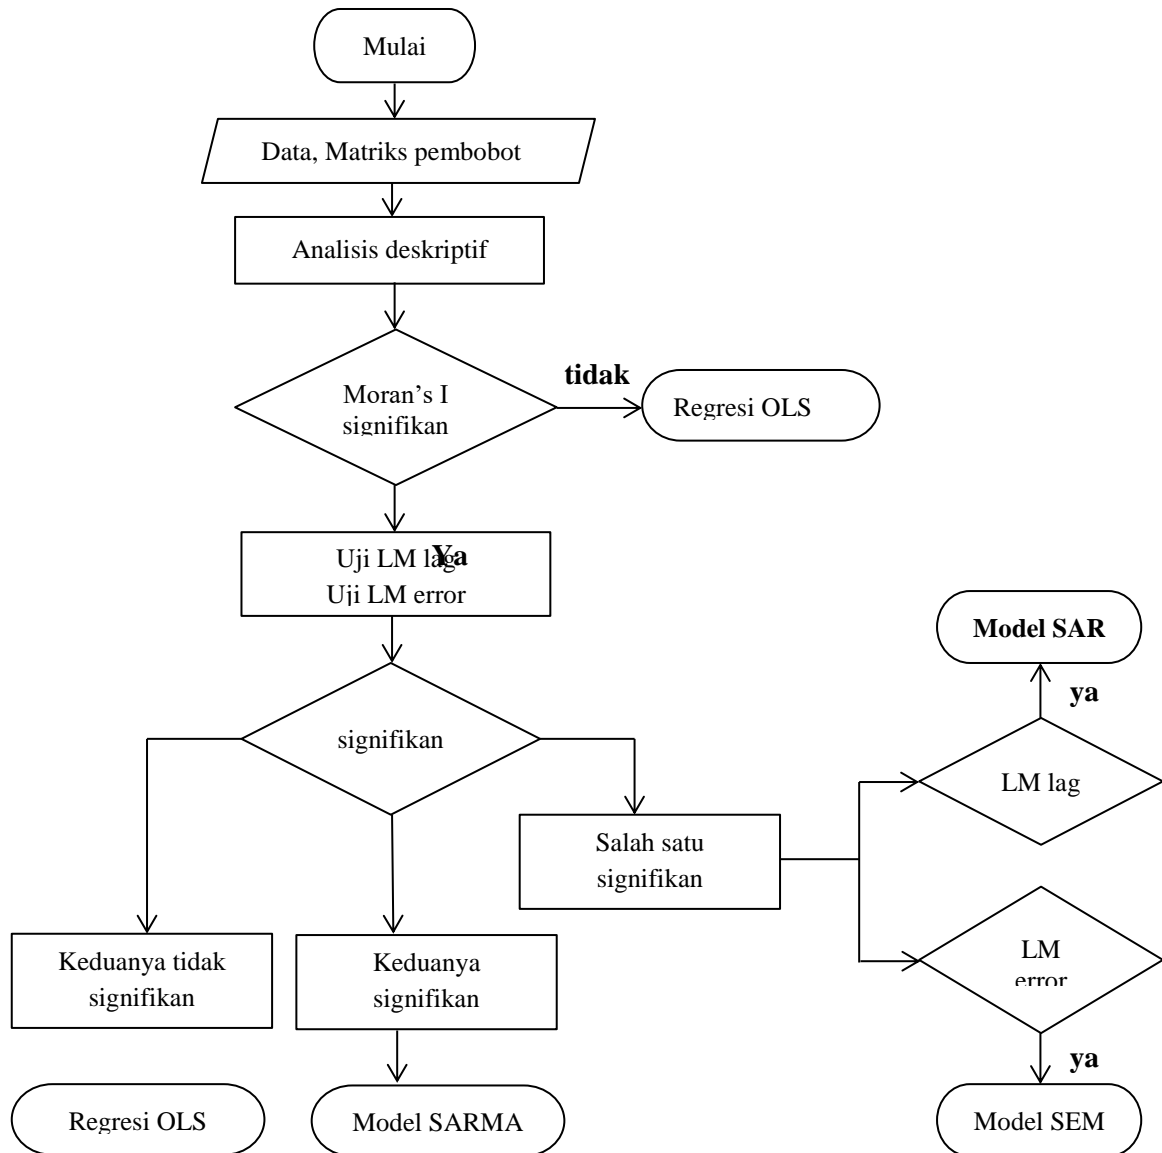 Mulai
Data, Matriks pembobot
Analisis deskriptif
Moran’s I
signifikan
tidak
Regresi OLS
Ya
Uji LM lag
Uji LM error
signifikan
Model SAR
ya
LM lag
Salah satu
signifikan
LM
error
ya
Model SEM
Keduanya tidak
signifikan
Keduanya
signifikan
Regresi OLS
Model SARMA